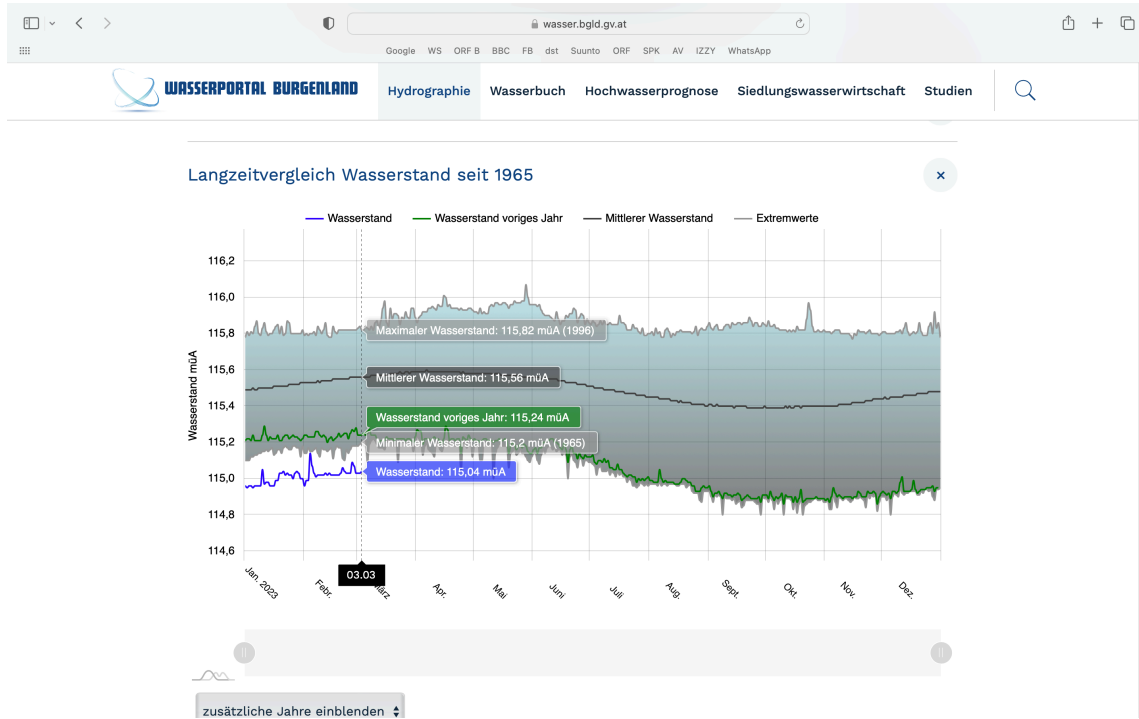 wasser.bgld.gv.at
Google WS ORF B BBC FB dst Suunto ORF SPK AV IZZY WhatsApp
WASSERPORTAL BURGENLAND Hydrographie Wasserbuch Hochwasserprognose Siedlungswasserwirtschaft Studien
Langzeitvergleich Wasserstand seit 1965
Wasserstand Wasserstand voriges Jahr Mittlerer Wasserstand Extremwerte
Wasserstand müA
116,2
116,0
115,8
115,6
115,4
115,2
115,0
114,8
114,6
Maximaler Wasserstand: 115,82 müA (1996)
Mittlerer Wasserstand: 115,56 müA
Wasserstand voriges Jahr: 115,24 müA
Minimaler Wasserstand: 115,2 müA (1965)
Wasserstand: 115,04 müA
03.03
Jan. 2023 Febr. März Apr. Mai Juni Juli Aug. Sept. Okt. Nov. Dez.
zusätzliche Jahre einblenden